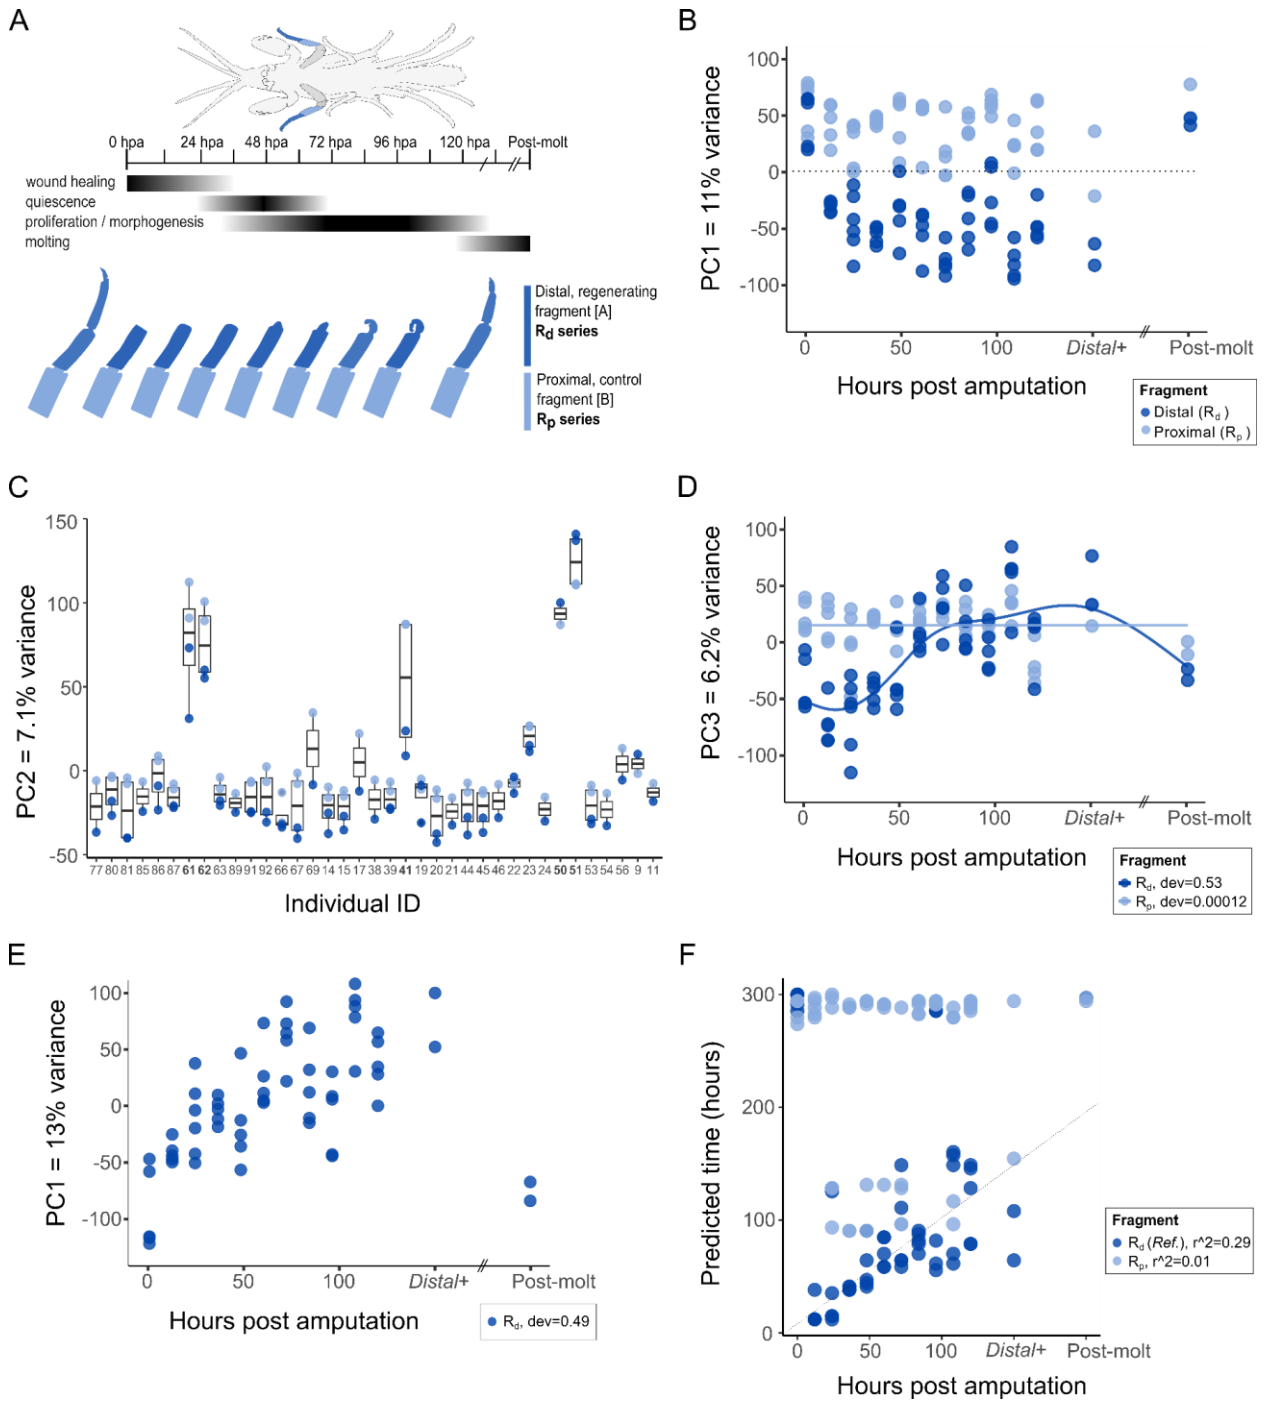 A
0 hpa 24 hpa 48 hpa 72 hpa 96 hpa 120 hpa Post-molt
wound healing
quiescence
proliferation / morphogenesis
molting
Distal, regenerating
fragment [A]
Rd series
Proximal, control
fragment [B]
Rp series
B
PC1 = 11% variance
100
50
0
-50
-100
0 50 100 Distal+ Post-molt
Hours post amputation
Fragment
Distal (Rd )
Proximal (Rp )
C
PC2 = 7.1% variance
150
100
50
0
-50
77 80 81 85 86 87 61 62 63 89 91 92 66 67 69 14 15 17 38 39 41 19 20 21 44 45 46 22 23 24 50 51 53 54 56 9 11
Individual ID
D
PC3 = 6.2% variance
100
50
0
-50
-100
0 50 100 Distal+ Post-molt
Hours post amputation
Fragment
Rd, dev=0.53
Rp, dev=0.00012
E
PC1 = 13% variance
100
50
0
-50
-100
0 50 100 Distal+ Post-molt
Hours post amputation
Rd, dev=0.49
F
Predicted time (hours)
300
200
100
0
0 50 100 Distal+ Post-molt
Hours post amputation
Fragment
Rd (Ref.), r^2=0.29
Rp, r^2=0.01